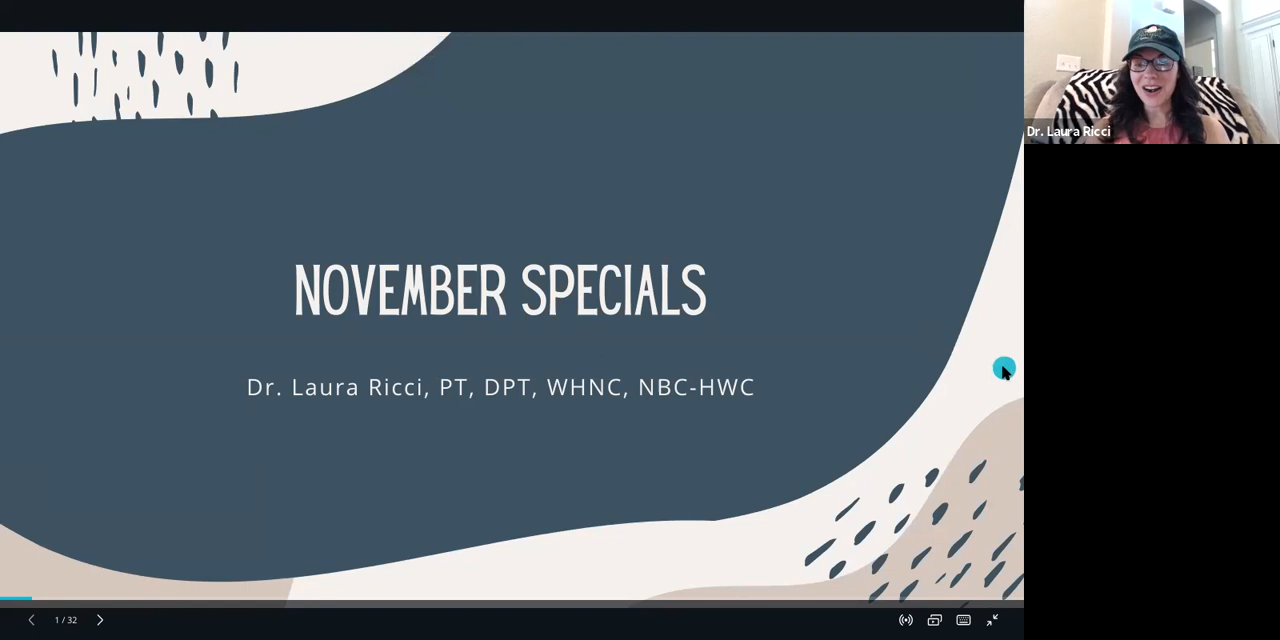 NOVEMBER SPECIALS
Dr. Laura Ricci, PT, DPT, WHNC, NBC-HWC
Dr. Laura Ricci
1 / 32